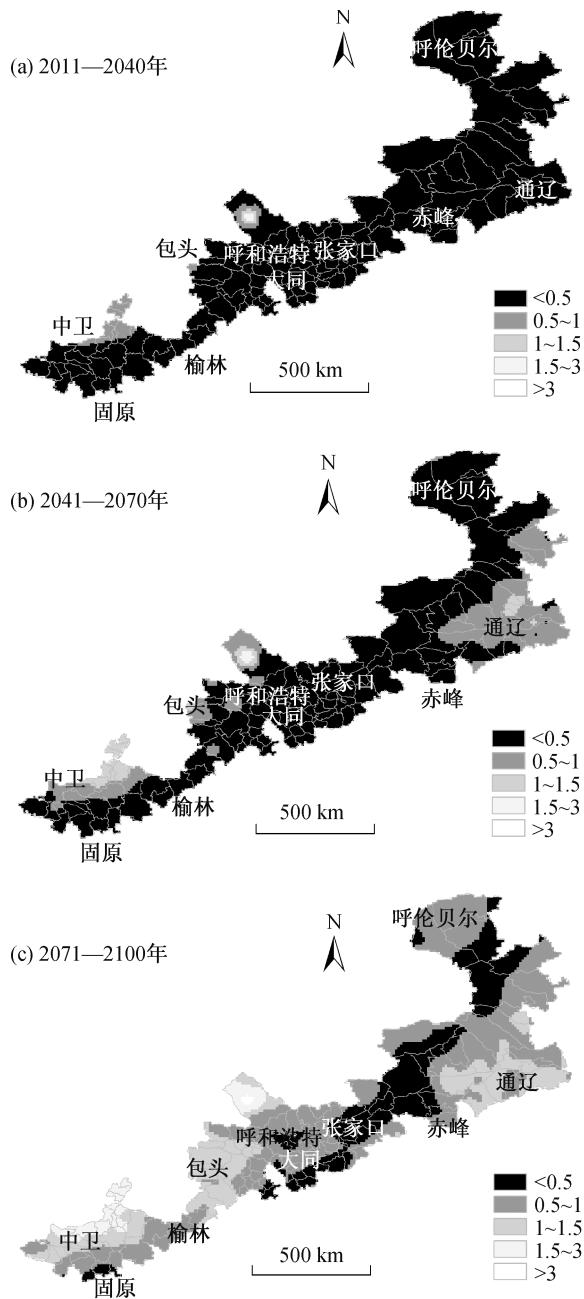 N
(a) 2011—2040年
呼伦贝尔
通辽
赤峰
包头
呼和浩特
张家口
大同
中卫
榆林
固原
500 km
<0.5
0.5~1
1~1.5
1.5~3
>3
N
(b) 2041—2070年
呼伦贝尔
通辽
张家口
呼和浩特
赤峰
包头
大同
中卫
榆林
固原
500 km
<0.5
0.5~1
1~1.5
1.5~3
>3
N
呼伦贝尔
(c) 2071—2100年
通辽
张家口
赤峰
呼和浩特
大同
包头
榆林
中卫
固原
500 km
<0.5
0.5~1
1~1.5
1.5~3
>3